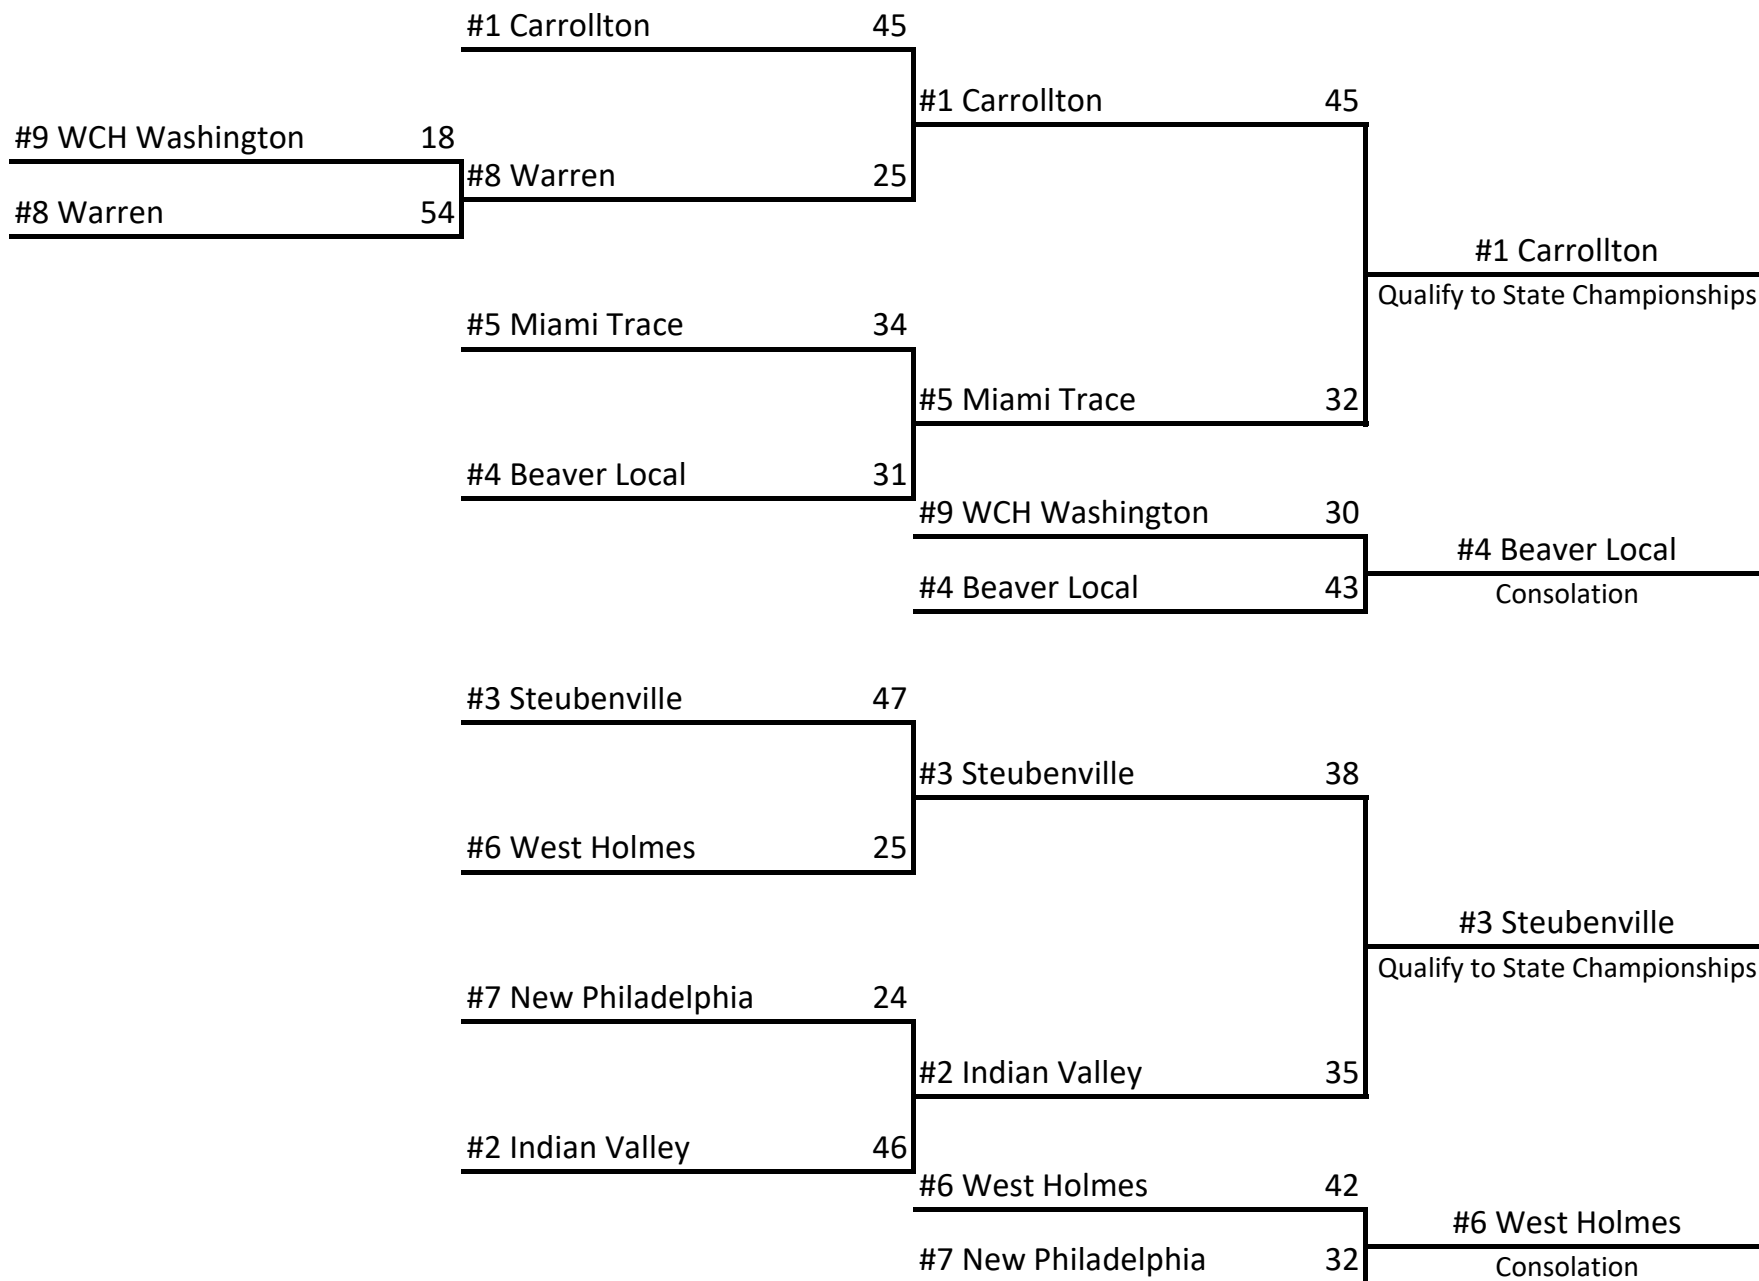 #1 Carrollton 45
#1 Carrollton 45
#9 WCH Washington 18
#8 Warren 25
#8 Warren 54
#1 Carrollton
Qualify to State Championships
#5 Miami Trace 34
#5 Miami Trace 32
#4 Beaver Local 31
#9 WCH Washington 30
#4 Beaver Local
#4 Beaver Local 43
Consolation
#3 Steubenville 47
#3 Steubenville 38
#6 West Holmes 25
#3 Steubenville
Qualify to State Championships
#7 New Philadelphia 24
#2 Indian Valley 35
#2 Indian Valley 46
#6 West Holmes 42
#6 West Holmes
#7 New Philadelphia 32
Consolation